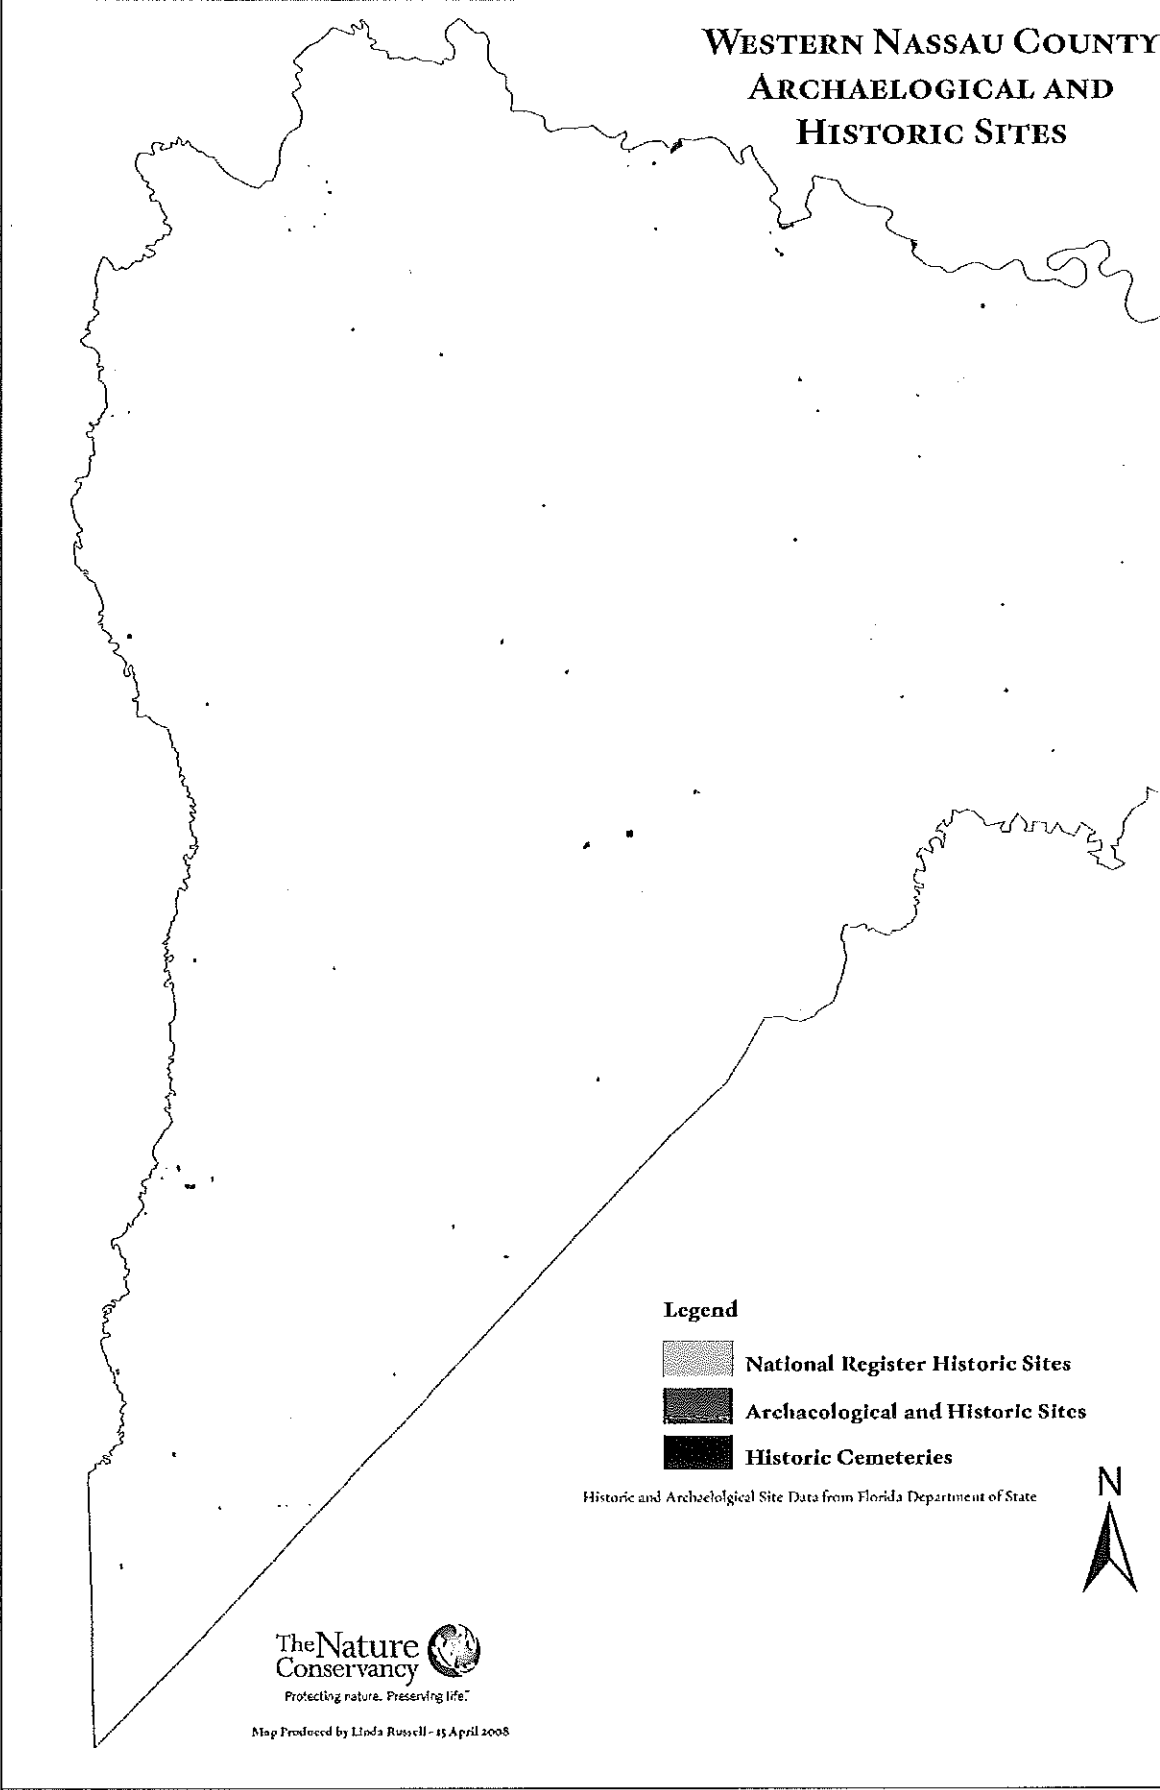 WESTERN NASSAU COUNTY
ARCHAELOGICAL AND
HISTORIC SITES
Legend
National Register Historic Sites
Archaeological and Historic Sites
Historic Cemeteries
Historic and Archaelolgical Site Data from Florida Department of State
N
The Nature
Conservancy
Protecting nature. Preserving life.™
Map Produced by Linda Russell - 15 April 2008